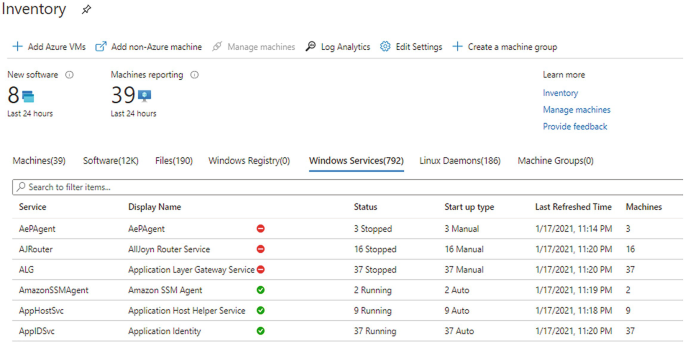 Inventory
Add Azure VMs Add non-Azure machine Manage machines Log Analytics Edit Settings Create a machine group
New software Machines reporting Learn more
8 39 Inventory
Last 24 hours Last 24 hours Manage machines
Provide feedback
Machines(39) Software(12K) Files(190) Windows Registry(0) Windows Services(792) Linux Daemons(186) Machine Groups(0)
Search to filter items...
Service Display Name Status Start up type Last Refreshed Time Machines
AePAgent AePAgent 3 Stopped 3 Manual 1/17/2021, 11:14 PM 3
AJRouter AllJoyn Router Service 16 Stopped 16 Manual 1/17/2021, 11:20 PM 16
ALG Application Layer Gateway Service 37 Stopped 37 Manual 1/17/2021, 11:20 PM 37
AmazonSSMAgent Amazon SSM Agent 2 Running 2 Auto 1/17/2021, 11:19 PM 2
AppHostSvc Application Host Helper Service 9 Running 9 Auto 1/17/2021, 11:18 PM 9
AppIDSvc Application Identity 37 Running 37 Auto 1/17/2021, 11:20 PM 37